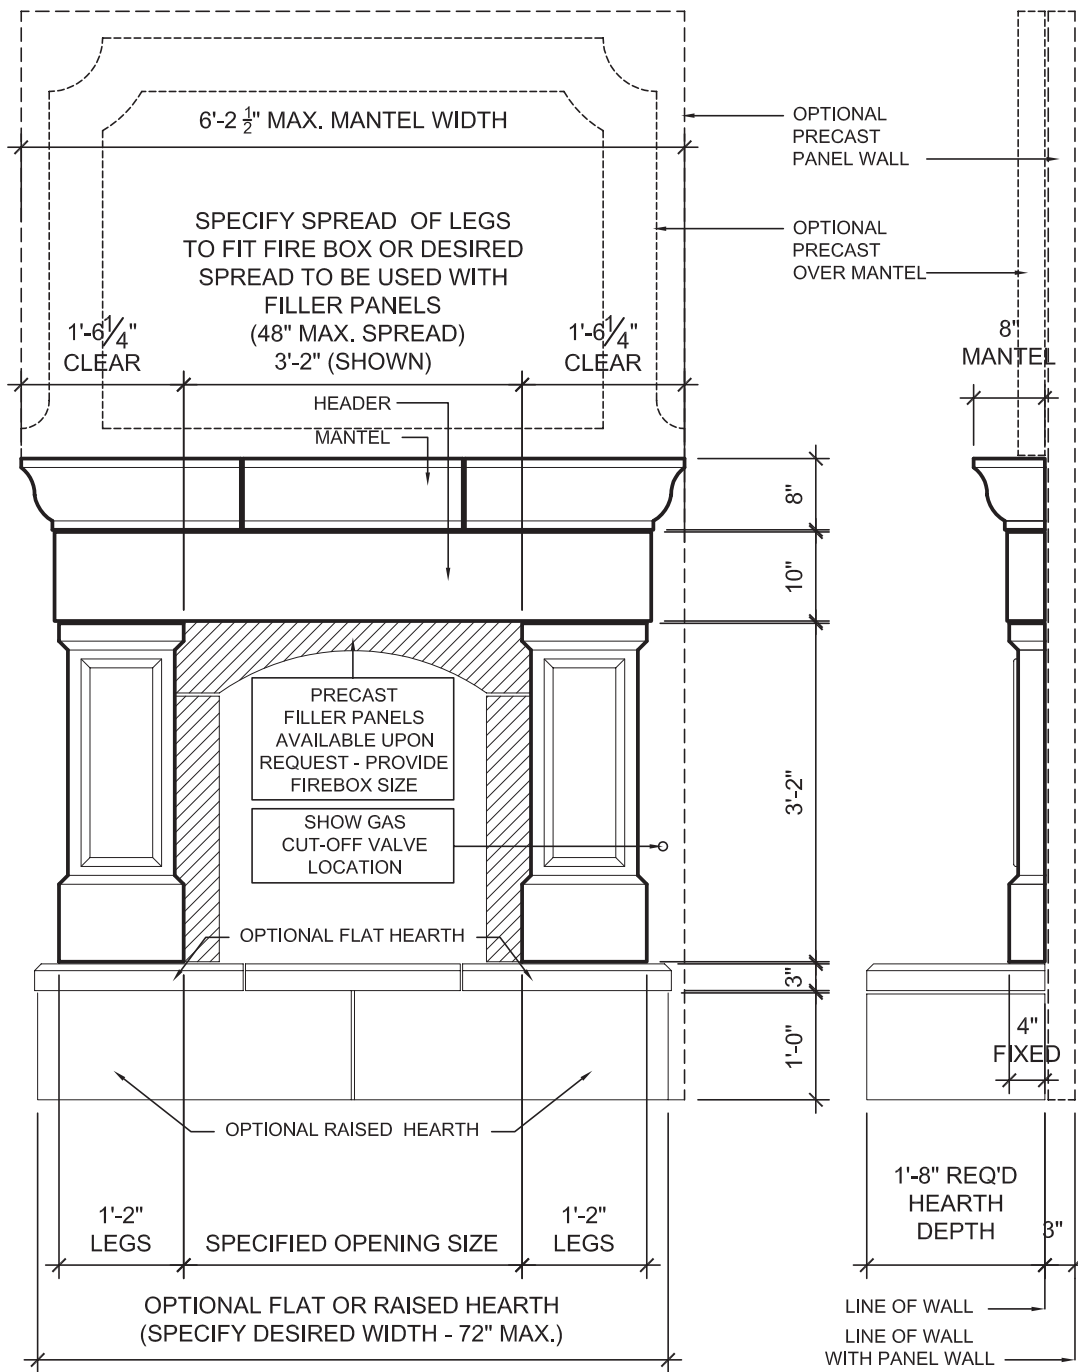 6'-2 1/2" MAX. MANTEL WIDTH
OPTIONAL
PRECAST
PANEL WALL
SPECIFY SPREAD OF LEGS
TO FIT FIRE BOX OR DESIRED
SPREAD TO BE USED WITH
FILLER PANELS
(48" MAX. SPREAD)
3'-2" (SHOWN)
OPTIONAL
PRECAST
OVER MANTEL
1'-6 1/4"
CLEAR
1'-6 1/4"
CLEAR
8"
MANTEL
HEADER
MANTEL
8"
10"
PRECAST
FILLER PANELS
AVAILABLE UPON
REQUEST - PROVIDE
FIREBOX SIZE
3'-2"
SHOW GAS
CUT-OFF VALVE
LOCATION
OPTIONAL FLAT HEARTH
3"
1'-0"
4"
FIXED
OPTIONAL RAISED HEARTH
1'-2"
LEGS
SPECIFIED OPENING SIZE
1'-2"
LEGS
1'-8" REQ'D
HEARTH
DEPTH
3"
OPTIONAL FLAT OR RAISED HEARTH
(SPECIFY DESIRED WIDTH - 72" MAX.)
LINE OF WALL
LINE OF WALL
WITH PANEL WALL